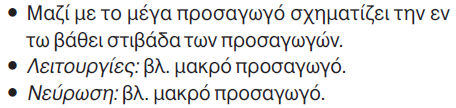 • Μαζί με το μέγα προσαγωγό σχηματίζει την εν
τω βάθει στιβάδα των προσαγωγών.
• Λειτουργίες: βλ. μακρό προσαγωγό.
• Νεύρωση: βλ. μακρό προσαγωγό.